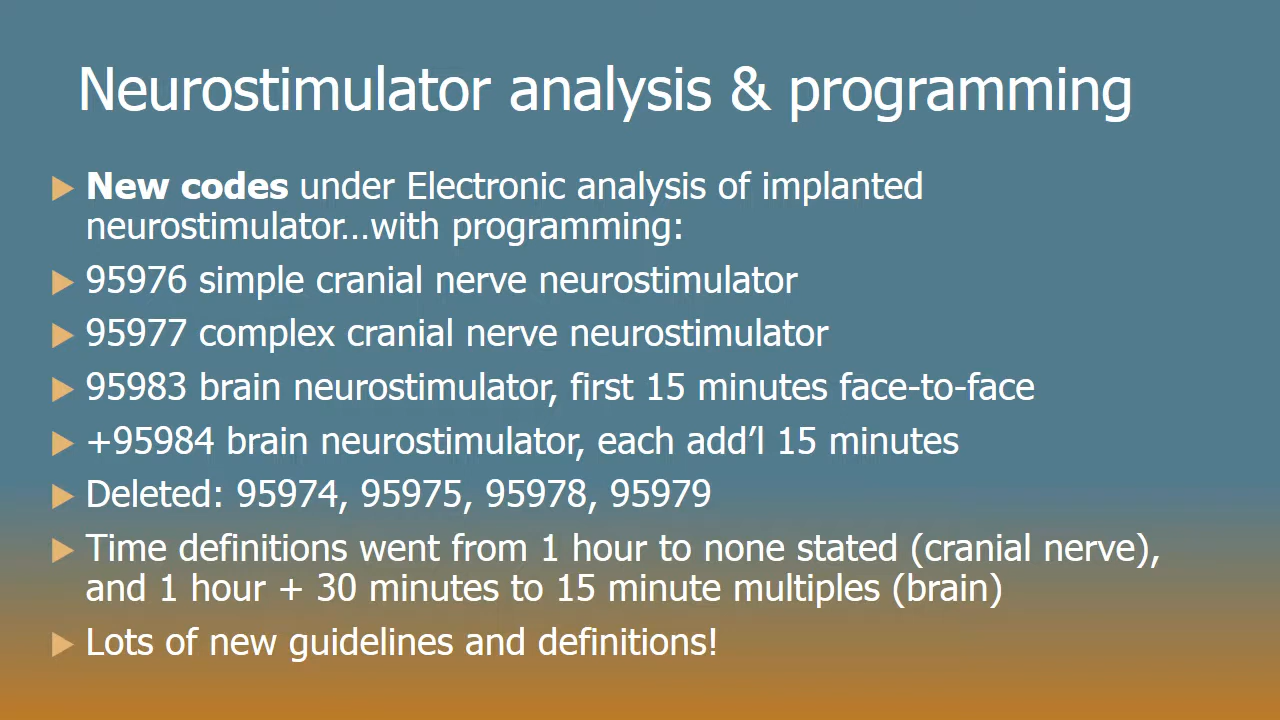 Neurostimulator analysis & programming
New codes under Electronic analysis of implanted
neurostimulator…with programming:
95976 simple cranial nerve neurostimulator
95977 complex cranial nerve neurostimulator
95983 brain neurostimulator, first 15 minutes face-to-face
+95984 brain neurostimulator, each add’l 15 minutes
Deleted: 95974, 95975, 95978, 95979
Time definitions went from 1 hour to none stated (cranial nerve),
and 1 hour + 30 minutes to 15 minute multiples (brain)
Lots of new guidelines and definitions!